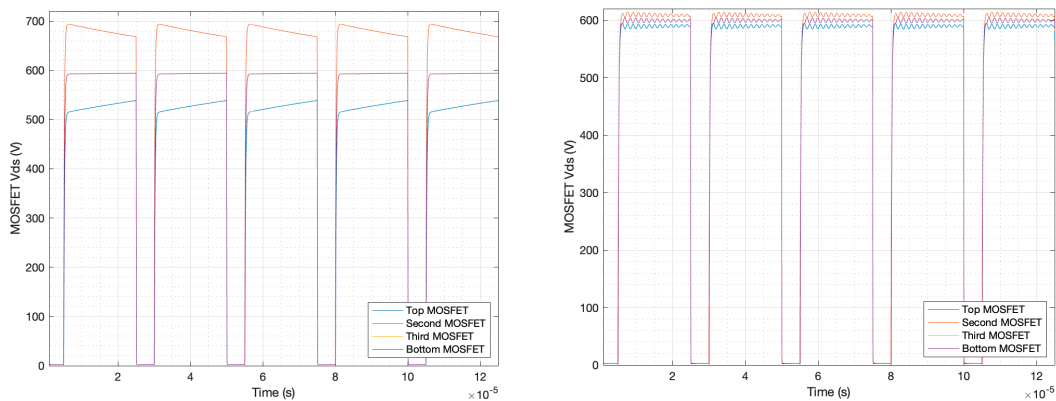 700
600
500
400
300
200
100
0
MOSFET Vds (V)
2
4
6
8
10
12
Time (s)
×10⁻⁵
Top MOSFET
Second MOSFET
Third MOSFET
Bottom MOSFET
600
500
400
300
200
100
0
MOSFET Vds (V)
2
4
6
8
10
12
Time (s)
×10⁻⁵
Top MOSFET
Second MOSFET
Third MOSFET
Bottom MOSFET